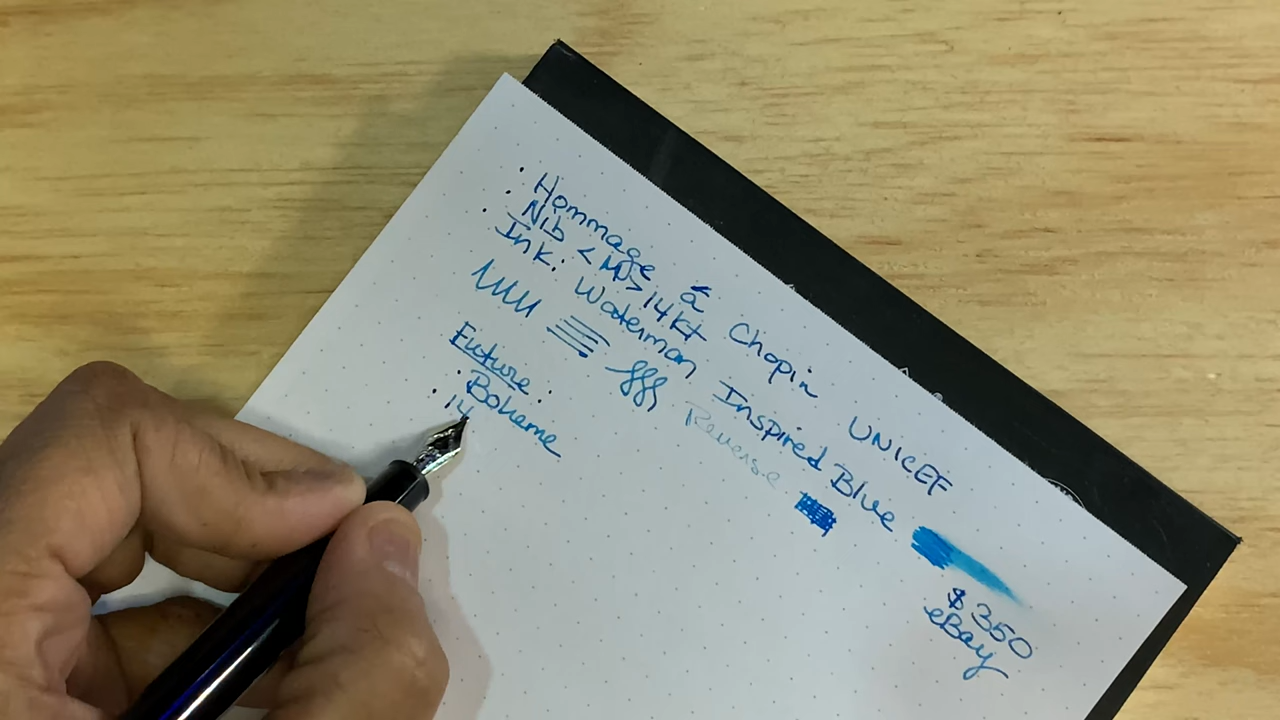 · Hommage à Chopin UNICEF
· Nib <M> 14kt
· Ink: Waterman Inspired Blue
Reverse
$350
eBay
Future:
· Boheme
· 14